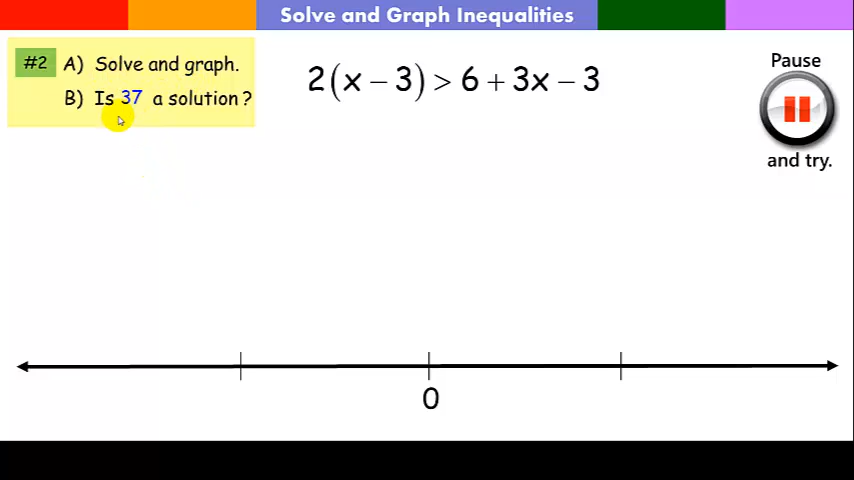 Solve and Graph Inequalities
#2 A) Solve and graph.
B) Is 37 a solution?
2(x − 3) > 6 + 3x − 3
Pause
and try.
0